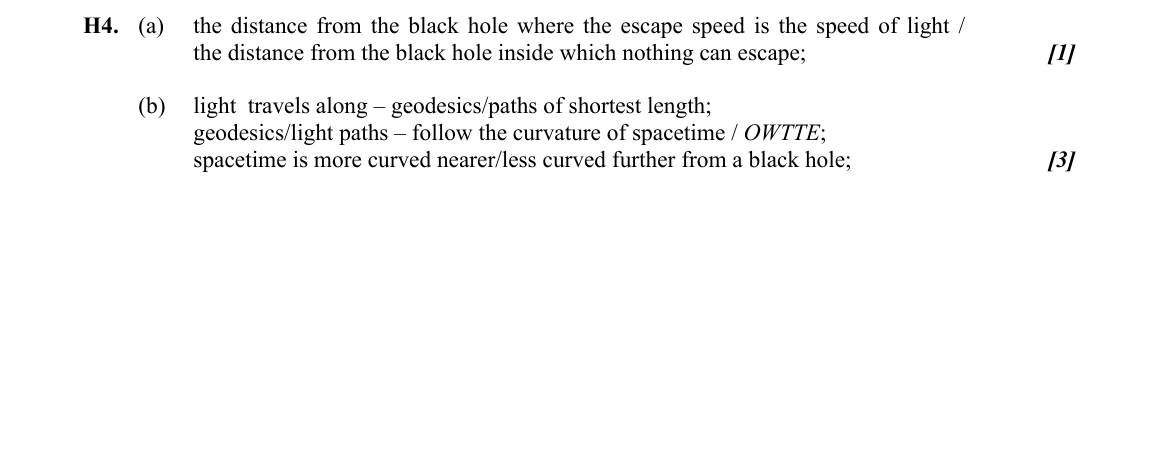 H4. (a) the distance from the black hole where the escape speed is the speed of light /
the distance from the black hole inside which nothing can escape; [1]
(b) light travels along – geodesics/paths of shortest length;
geodesics/light paths – follow the curvature of spacetime / OWTTE;
spacetime is more curved nearer/less curved further from a black hole; [3]